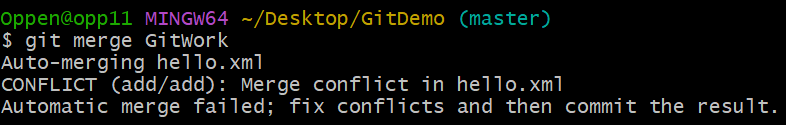 Oppen@opp11 MINGW64 ~/Desktop/GitDemo (master)
$ git merge GitWork
Auto-merging hello.xml
CONFLICT (add/add): Merge conflict in hello.xml
Automatic merge failed; fix conflicts and then commit the result.